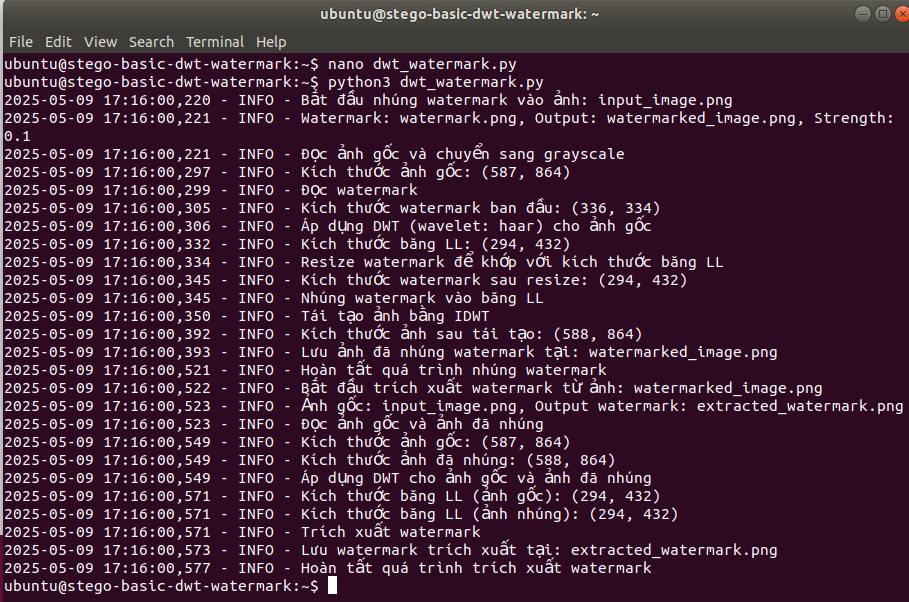 ubuntu@stego-basic-dwt-watermark: ~
File Edit View Search Terminal Help
ubuntu@stego-basic-dwt-watermark:~$ nano dwt_watermark.py
ubuntu@stego-basic-dwt-watermark:~$ python3 dwt_watermark.py
2025-05-09 17:16:00,220 - INFO - Bắt đầu nhúng watermark vào ảnh: input_image.png
2025-05-09 17:16:00,221 - INFO - Watermark: watermark.png, Output: watermarked_image.png, Strength:
0.1
2025-05-09 17:16:00,221 - INFO - Đọc ảnh gốc và chuyển sang grayscale
2025-05-09 17:16:00,297 - INFO - Kích thước ảnh gốc: (587, 864)
2025-05-09 17:16:00,299 - INFO - Đọc watermark
2025-05-09 17:16:00,305 - INFO - Kích thước watermark ban đầu: (336, 334)
2025-05-09 17:16:00,306 - INFO - Áp dụng DWT (wavelet: haar) cho ảnh gốc
2025-05-09 17:16:00,332 - INFO - Kích thước băng LL: (294, 432)
2025-05-09 17:16:00,334 - INFO - Resize watermark để khớp với kích thước băng LL
2025-05-09 17:16:00,345 - INFO - Kích thước watermark sau resize: (294, 432)
2025-05-09 17:16:00,345 - INFO - Nhúng watermark vào băng LL
2025-05-09 17:16:00,350 - INFO - Tái tạo ảnh bằng IDWT
2025-05-09 17:16:00,392 - INFO - Kích thước ảnh sau tái tạo: (588, 864)
2025-05-09 17:16:00,393 - INFO - Lưu ảnh đã nhúng watermark tại: watermarked_image.png
2025-05-09 17:16:00,521 - INFO - Hoàn tất quá trình nhúng watermark
2025-05-09 17:16:00,522 - INFO - Bắt đầu trích xuất watermark từ ảnh: watermarked_image.png
2025-05-09 17:16:00,523 - INFO - Ảnh gốc: input_image.png, Output watermark: extracted_watermark.png
2025-05-09 17:16:00,523 - INFO - Đọc ảnh gốc và ảnh đã nhúng
2025-05-09 17:16:00,549 - INFO - Kích thước ảnh gốc: (587, 864)
2025-05-09 17:16:00,549 - INFO - Kích thước ảnh đã nhúng: (588, 864)
2025-05-09 17:16:00,549 - INFO - Áp dụng DWT cho ảnh gốc và ảnh đã nhúng
2025-05-09 17:16:00,571 - INFO - Kích thước băng LL (ảnh gốc): (294, 432)
2025-05-09 17:16:00,571 - INFO - Kích thước băng LL (ảnh nhúng): (294, 432)
2025-05-09 17:16:00,571 - INFO - Trích xuất watermark
2025-05-09 17:16:00,573 - INFO - Lưu watermark trích xuất tại: extracted_watermark.png
2025-05-09 17:16:00,577 - INFO - Hoàn tất quá trình trích xuất watermark
ubuntu@stego-basic-dwt-watermark:~$